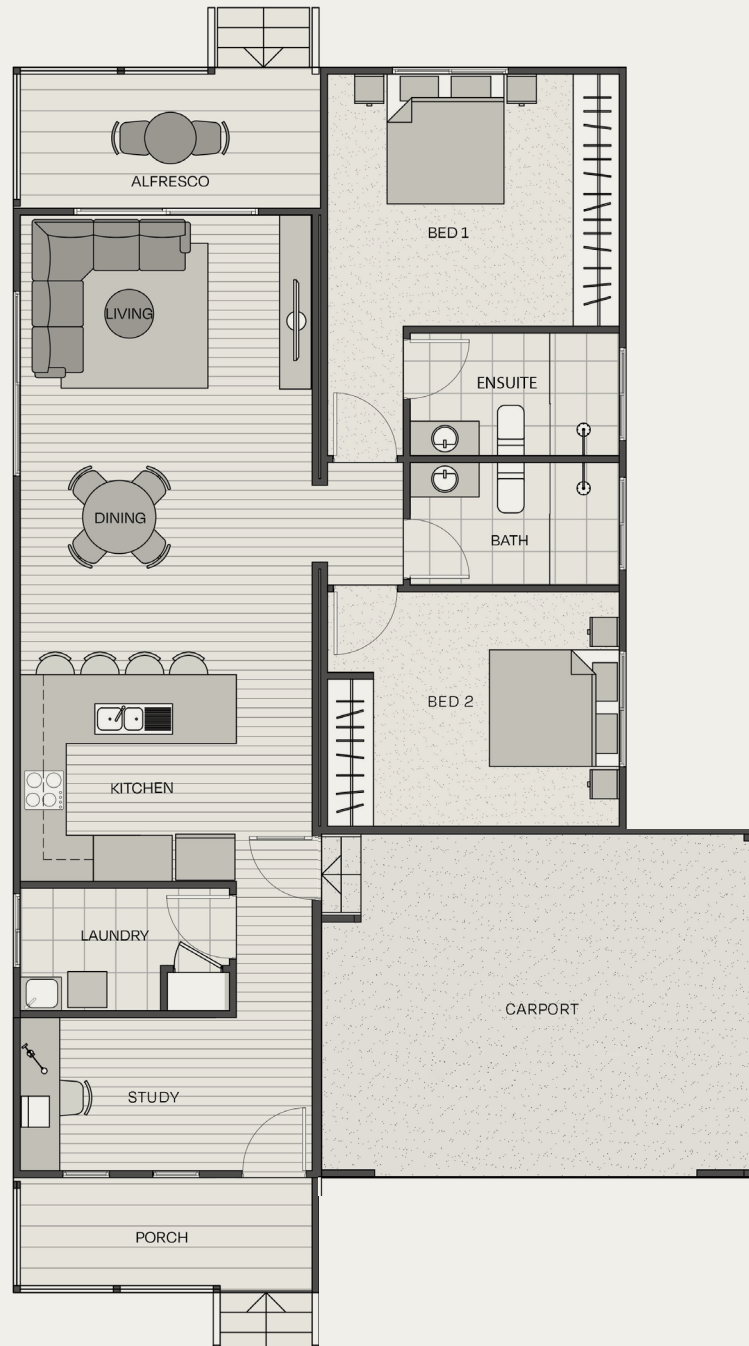 ALFRESCO
BED 1
LIVING
ENSUITE
DINING
BATH
BED 2
KITCHEN
LAUNDRY
CARPORT
STUDY
PORCH